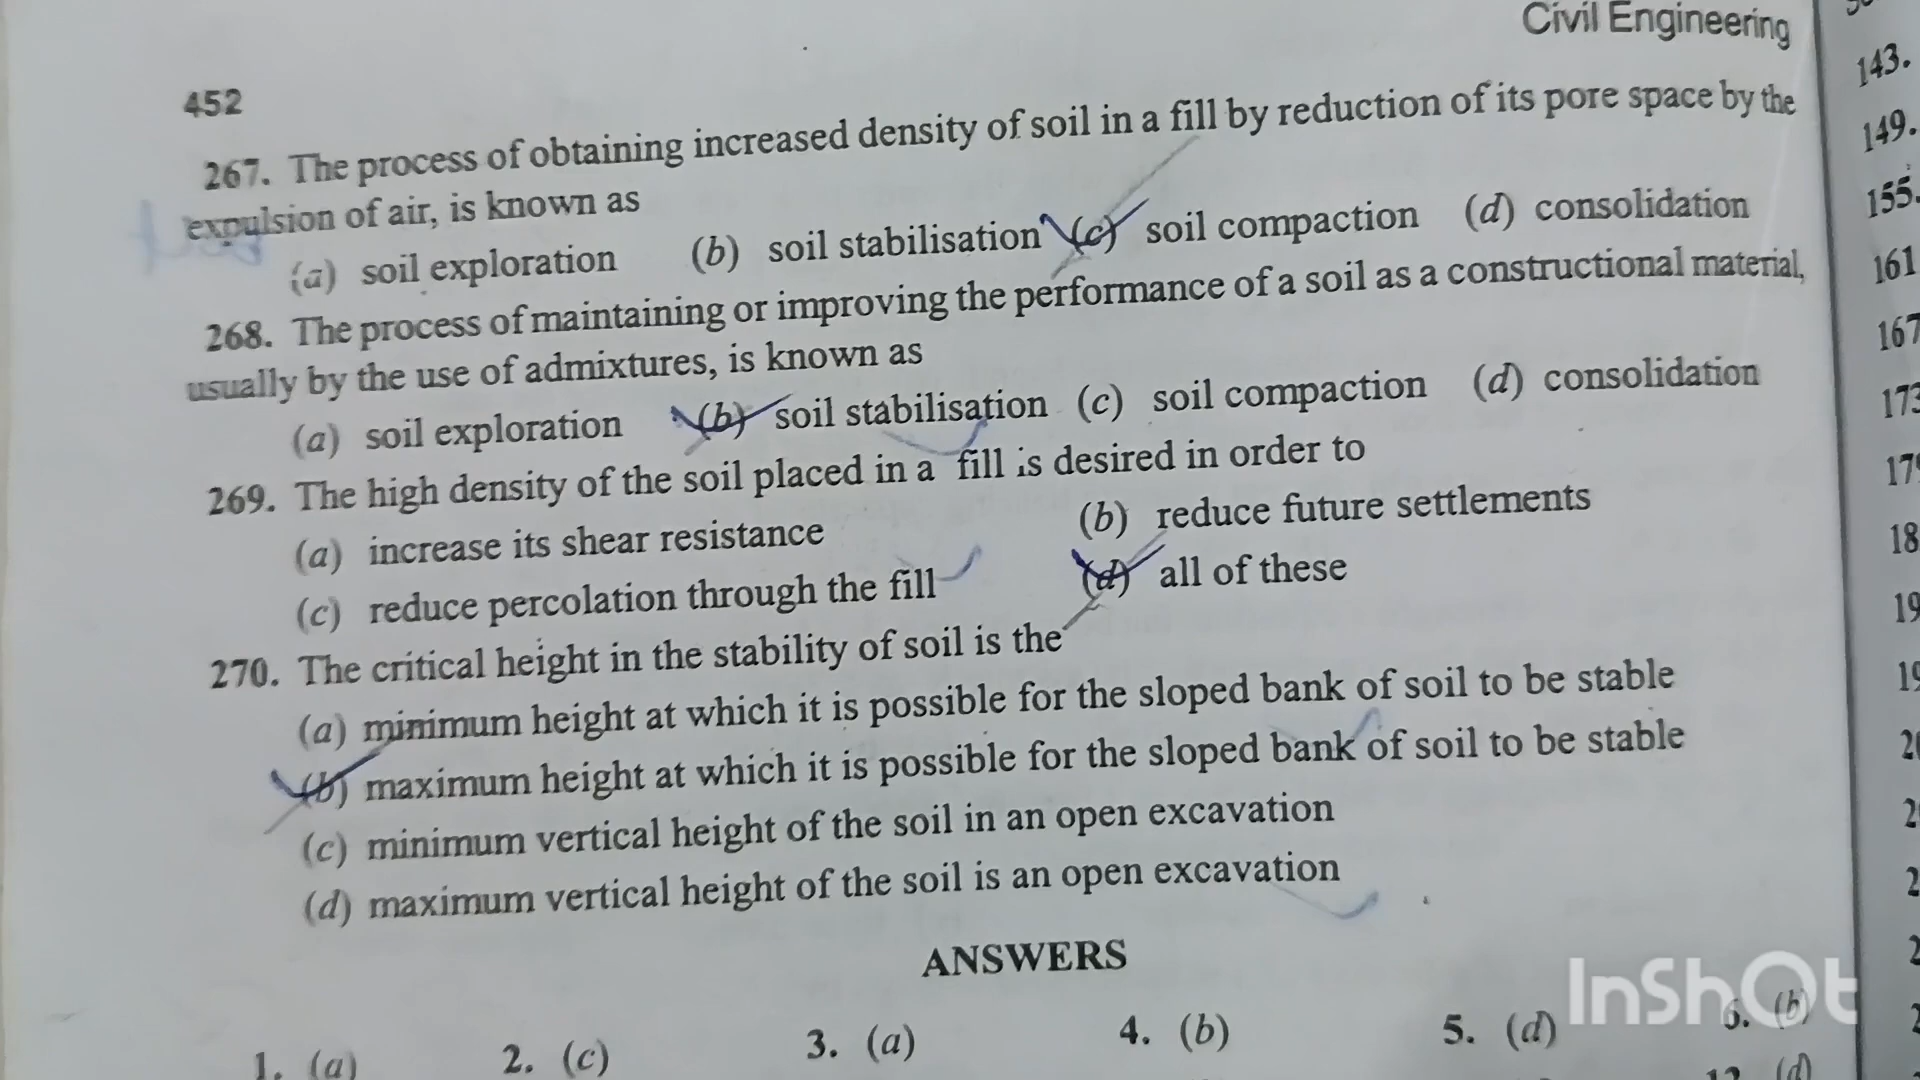 Civil Engineering
452
267. The process of obtaining increased density of soil in a fill by reduction of its pore space by the
expulsion of air, is known as
(a) soil exploration (b) soil stabilisation (c) soil compaction (d) consolidation
268. The process of maintaining or improving the performance of a soil as a constructional material,
usually by the use of admixtures, is known as
(a) soil exploration (b) soil stabilisation (c) soil compaction (d) consolidation
269. The high density of the soil placed in a fill is desired in order to
(a) increase its shear resistance (b) reduce future settlements
(c) reduce percolation through the fill (d) all of these
270. The critical height in the stability of soil is the
(a) minimum height at which it is possible for the sloped bank of soil to be stable
(b) maximum height at which it is possible for the sloped bank of soil to be stable
(c) minimum vertical height of the soil in an open excavation
(d) maximum vertical height of the soil is an open excavation
ANSWERS
1. (a) 2. (c) 3. (a) 4. (b) 5. (d) 6. (b)
12 (d)
143.
149.
155.
161
167
InShOt